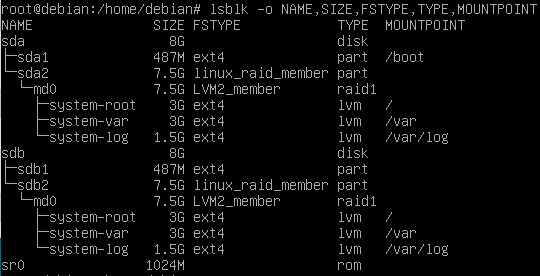 root@debian:/home/debian# lsblk -o NAME,SIZE,FSTYPE,TYPE,MOUNTPOINT
NAME                SIZE FSTYPE            TYPE  MOUNTPOINT
sda                   8G                   disk
├─sda1              487M ext4              part  /boot
└─sda2              7.5G linux_raid_member part
  └─md0             7.5G LVM2_member       raid1
    ├─system-root     3G ext4              lvm   /
    ├─system-var      3G ext4              lvm   /var
    └─system-log    1.5G ext4              lvm   /var/log
sdb                   8G                   disk
├─sdb1              487M ext4              part
└─sdb2              7.5G linux_raid_member part
  └─md0             7.5G LVM2_member       raid1
    ├─system-root     3G ext4              lvm   /
    ├─system-var      3G ext4              lvm   /var
    └─system-log    1.5G ext4              lvm   /var/log
sr0                1024M                   rom